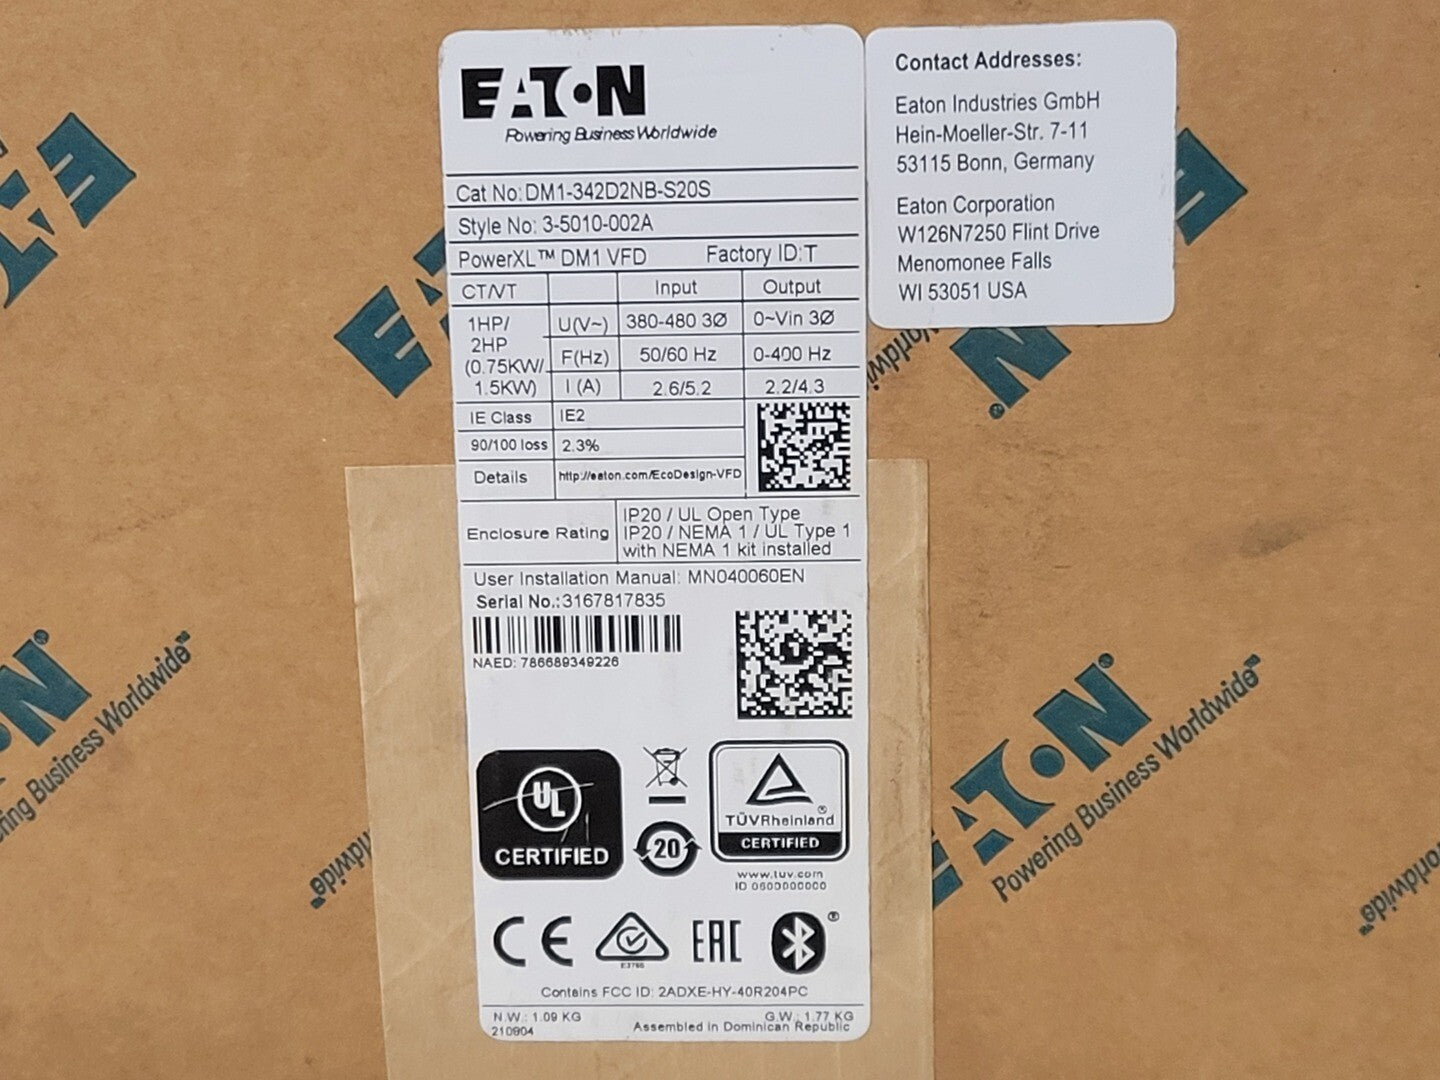 EATON
Powering Business Worldwide
Cat No: DM1-342D2NB-S20S
Style No: 3-5010-002A
PowerXL™ DM1 VFD Factory ID: T
CT/VT Input Output
1HP/
2HP
(0.75KW/
1.5KW)
U(V~) 380-480 3Ø 0~Vin 3Ø
F(Hz) 50/60 Hz 0-400 Hz
I (A) 2.6/5.2 2.2/4.3
IE Class IE2
90/100 loss 2.3%
Details http://eaton.com/EcoDesign-VFD
Enclosure Rating
IP20 / UL Open Type
IP20 / NEMA 1 / UL Type 1
with NEMA 1 kit installed
User Installation Manual: MN040060EN
Serial No.: 3167817835
NAED: 786689349226
UL
CERTIFIED
20
TÜVRheinland®
CERTIFIED
www.tuv.com
ID 0600000000
CE
E3766
EAC
®
Contains FCC ID: 2ADXE-HY-40R204PC
N.W.: 1.09 KG G.W.: 1.77 KG
210904 Assembled in Dominican Republic
Contact Addresses:
Eaton Industries GmbH
Hein-Moeller-Str. 7-11
53115 Bonn, Germany
Eaton Corporation
W126N7250 Flint Drive
Menomonee Falls
WI 53051 USA
EATON®
Powering Business Worldwide™